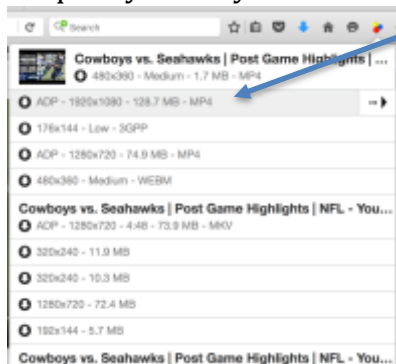 Search
Cowboys vs. Seahawks | Post Game Highlights | ...
480x360 - Medium - 1.7 MB - MP4
ADP - 1920x1080 - 128.7 MB - MP4
176x144 - Low - 3GPP
ADP - 1280x720 - 74.9 MB - MP4
480x360 - Medium - WEBM
Cowboys vs. Seahawks | Post Game Highlights | NFL - You...
ADP - 1280x720 - 4:48 - 73.9 MB - MKV
320x240 - 11.9 MB
320x240 - 10.3 MB
1280x720 - 72.4 MB
192x144 - 5.7 MB
Cowboys vs. Seahawks | Post Game Highlights | NFL - You...